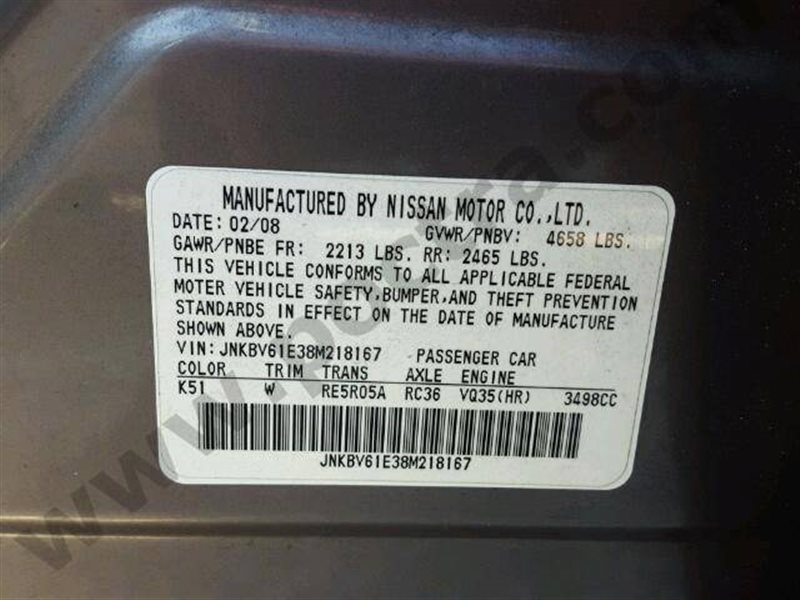 MANUFACTURED BY NISSAN MOTOR CO.,LTD.
DATE: 02/08 GVWR/PNBV: 4658 LBS.
GAWR/PNBE FR: 2213 LBS. RR: 2465 LBS.
THIS VEHICLE CONFORMS TO ALL APPLICABLE FEDERAL
MOTER VEHICLE SAFETY,BUMPER,AND THEFT PREVENTION
STANDARDS IN EFFECT ON THE DATE OF MANUFACTURE
SHOWN ABOVE.
VIN: JNKBV61E38M218167 PASSENGER CAR
COLOR TRIM TRANS AXLE ENGINE
K51 W RE5R05A RC36 VQ35(HR) 3498CC
JNKBV61E38M218167